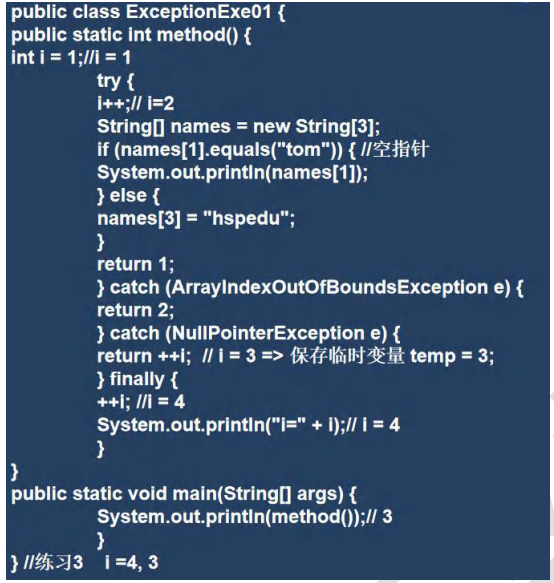 public class ExceptionExe01 {
public static int method() {
int i = 1;//i = 1
try {
i++;// i=2
String[] names = new String[3];
if (names[1].equals("tom")) { //空指针
System.out.println(names[1]);
} else {
names[3] = "hspedu";
}
return 1;
} catch (ArrayIndexOutOfBoundsException e) {
return 2;
} catch (NullPointerException e) {
return ++i; // i = 3 => 保存临时变量 temp = 3;
} finally {
++i; //i = 4
System.out.println("i=" + i);// i = 4
}
}
public static void main(String[] args) {
System.out.println(method());// 3
}
} //练习3 i =4, 3